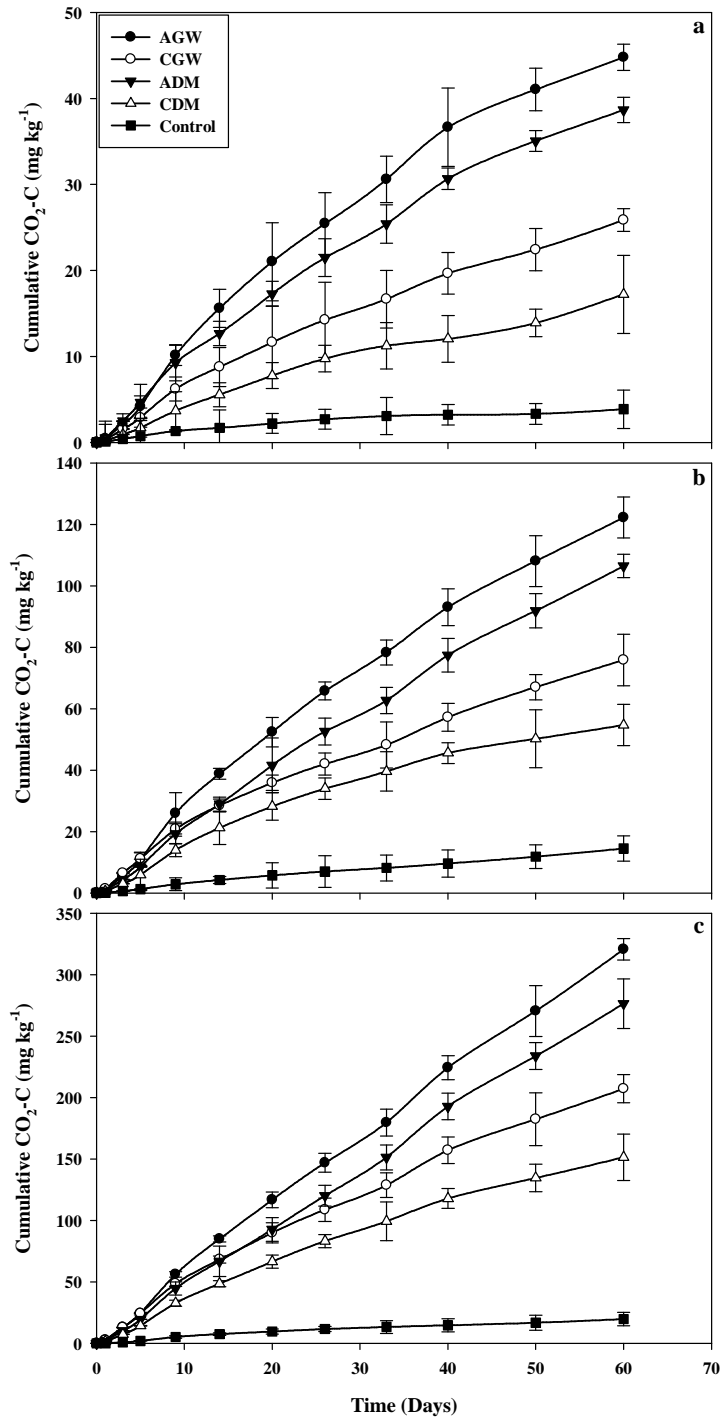 a
AGW
CGW
ADM
CDM
Control
50
40
30
20
10
0
Cumulative CO₂-C (mg kg⁻¹)
b
140
120
100
80
60
40
20
0
Cumulative CO₂-C (mg kg⁻¹)
c
350
300
250
200
150
100
50
0
Cumulative CO₂-C (mg kg⁻¹)
0 10 20 30 40 50 60 70
Time (Days)